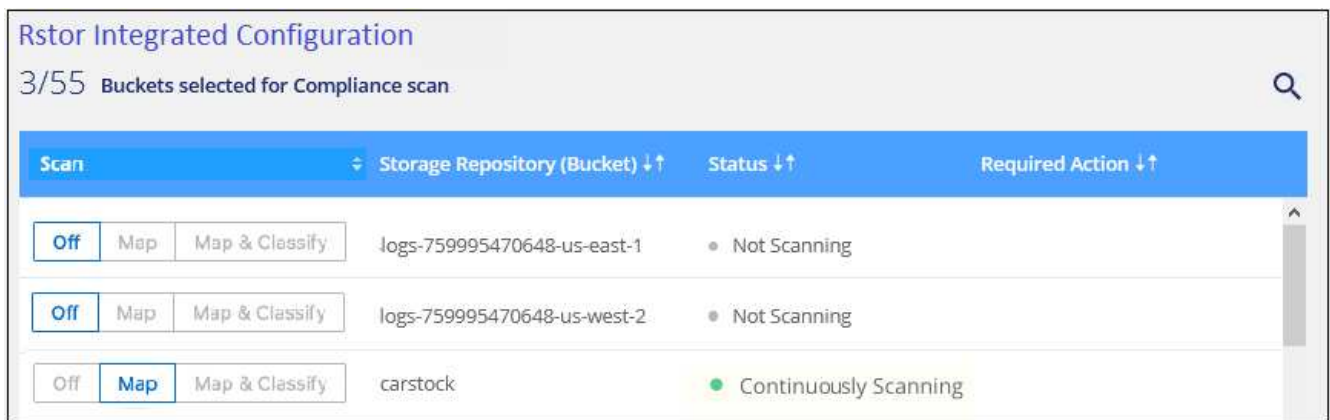 Rstor Integrated Configuration
3/55 Buckets selected for Compliance scan
Scan Storage Repository (Bucket) ↓↑ Status ↓↑ Required Action ↓↑
Off Map Map & Classify logs-759995470648-us-east-1 Not Scanning
Off Map Map & Classify logs-759995470648-us-west-2 Not Scanning
Off Map Map & Classify carstock Continuously Scanning